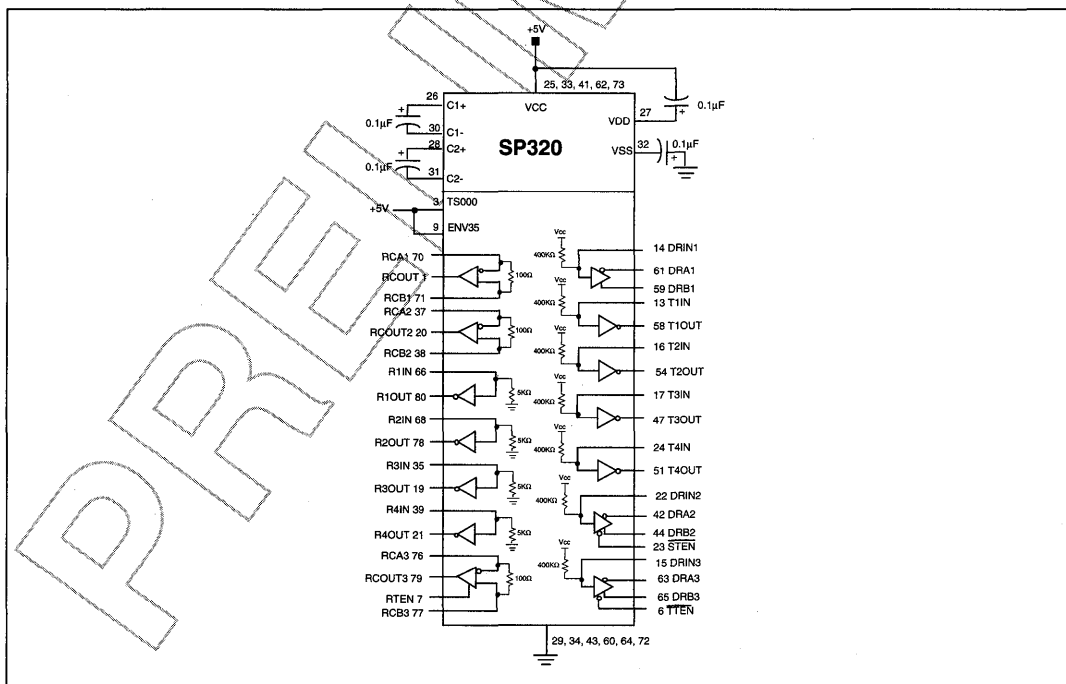 +5V
25, 33, 41, 62, 73
26
C1+
VCC
27
0.1µF
VDD
0.1µF
30
C1-
28
C2+
SP320
VSS
32
0.1µF
+
0.1µF
31
C2-
+5V
3
TS000
9
ENV35
RCA1 70
RCOUT 1
100Ω
RCB1 71
RCA2 37
RCOUT2 20
100Ω
RCB2 38
R1IN 66
5KΩ
R1OUT 80
R2IN 68
5KΩ
R2OUT 78
R3IN 35
5KΩ
R3OUT 19
R4IN 39
5KΩ
R4OUT 21
RCA3 76
RCOUT3 79
100Ω
RTEN 7
RCB3 77
Vcc
400KΩ
14 DRIN1
61 DRA1
59 DRB1
Vcc
400KΩ
13 T1IN
58 T1OUT
Vcc
400KΩ
16 T2IN
54 T2OUT
Vcc
400KΩ
17 T3IN
47 T3OUT
Vcc
400KΩ
24 T4IN
51 T4OUT
Vcc
400KΩ
22 DRIN2
42 DRA2
44 DRB2
23 STEN
Vcc
400KΩ
15 DRIN3
63 DRA3
65 DRB3
6 TTEN
29, 34, 43, 60, 64, 72